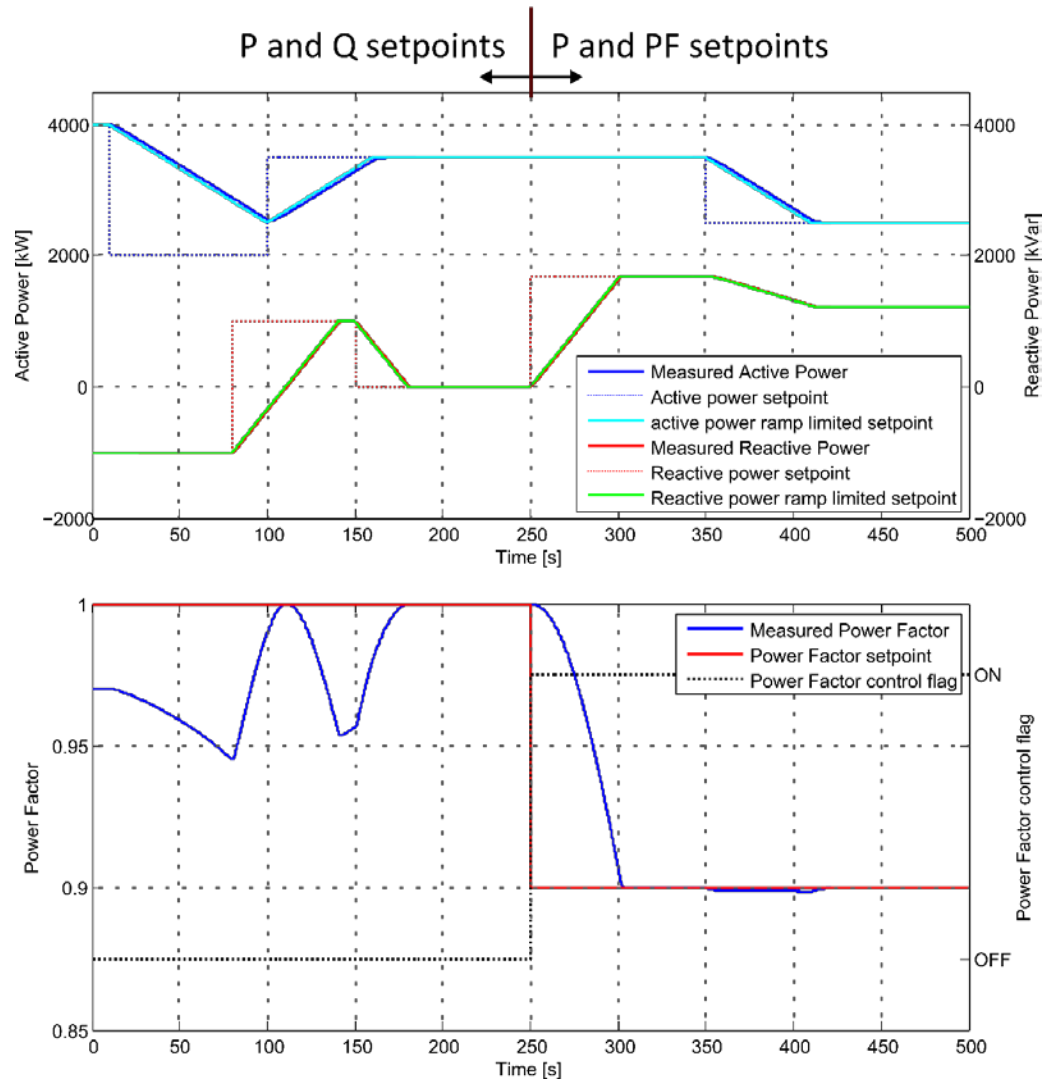 P and Q setpoints P and PF setpoints
4000 4000
2000 2000
0 0
−2000 −2000
Active Power [kW]
Reactive Power [kVar]
Measured Active Power
Active power setpoint
active power ramp limited setpoint
Measured Reactive Power
Reactive power setpoint
Reactive power ramp limited setpoint
0 50 100 150 200 250 300 350 400 450 500
Time [s]
1
0.95
0.9
0.85
Power Factor
Measured Power Factor
Power Factor setpoint
Power Factor control flag
ON
OFF
Power Factor control flag
0 50 100 150 200 250 300 350 400 450 500
Time [s]